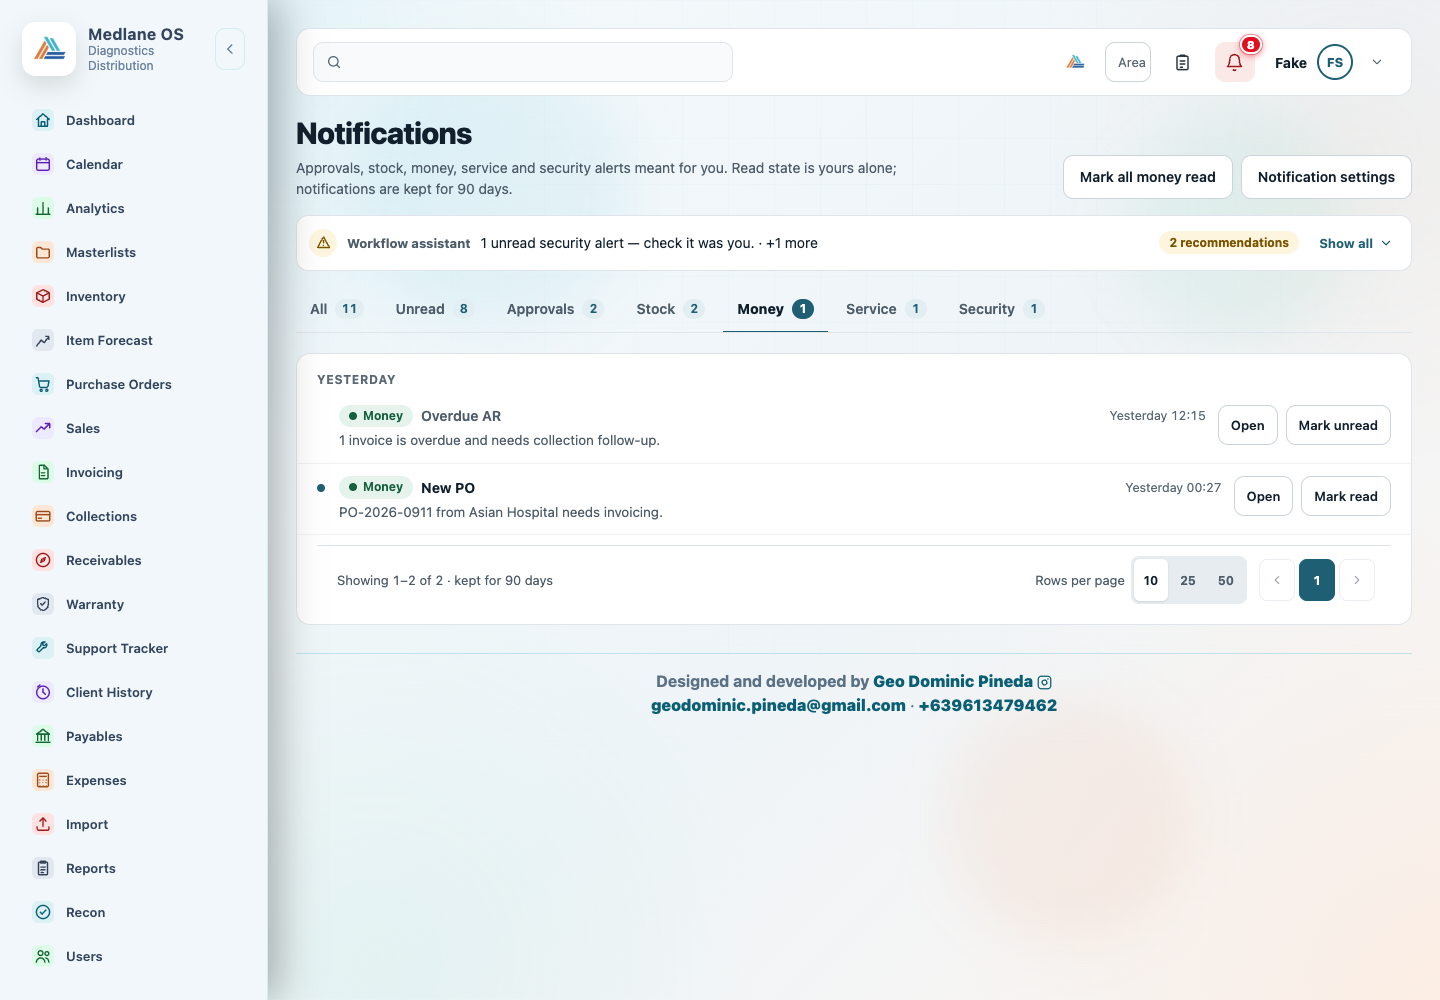 Medlane OS
Diagnostics
Distribution
Dashboard
Calendar
Analytics
Masterlists
Inventory
Item Forecast
Purchase Orders
Sales
Invoicing
Collections
Receivables
Warranty
Support Tracker
Client History
Payables
Expenses
Import
Reports
Recon
Users
Area
8
Fake
FS
Notifications
Approvals, stock, money, service and security alerts meant for you. Read state is yours alone;
notifications are kept for 90 days.
Mark all money read
Notification settings
Workflow assistant 1 unread security alert — check it was you. · +1 more
2 recommendations
Show all
All 11
Unread 8
Approvals 2
Stock 2
Money 1
Service 1
Security 1
YESTERDAY
Money Overdue AR
1 invoice is overdue and needs collection follow-up.
Yesterday 12:15
Open
Mark unread
Money New PO
PO-2026-0911 from Asian Hospital needs invoicing.
Yesterday 00:27
Open
Mark read
Showing 1–2 of 2 · kept for 90 days
Rows per page 10 25 50
1
Designed and developed by Geo Dominic Pineda
geodominic.pineda@gmail.com · +639613479462